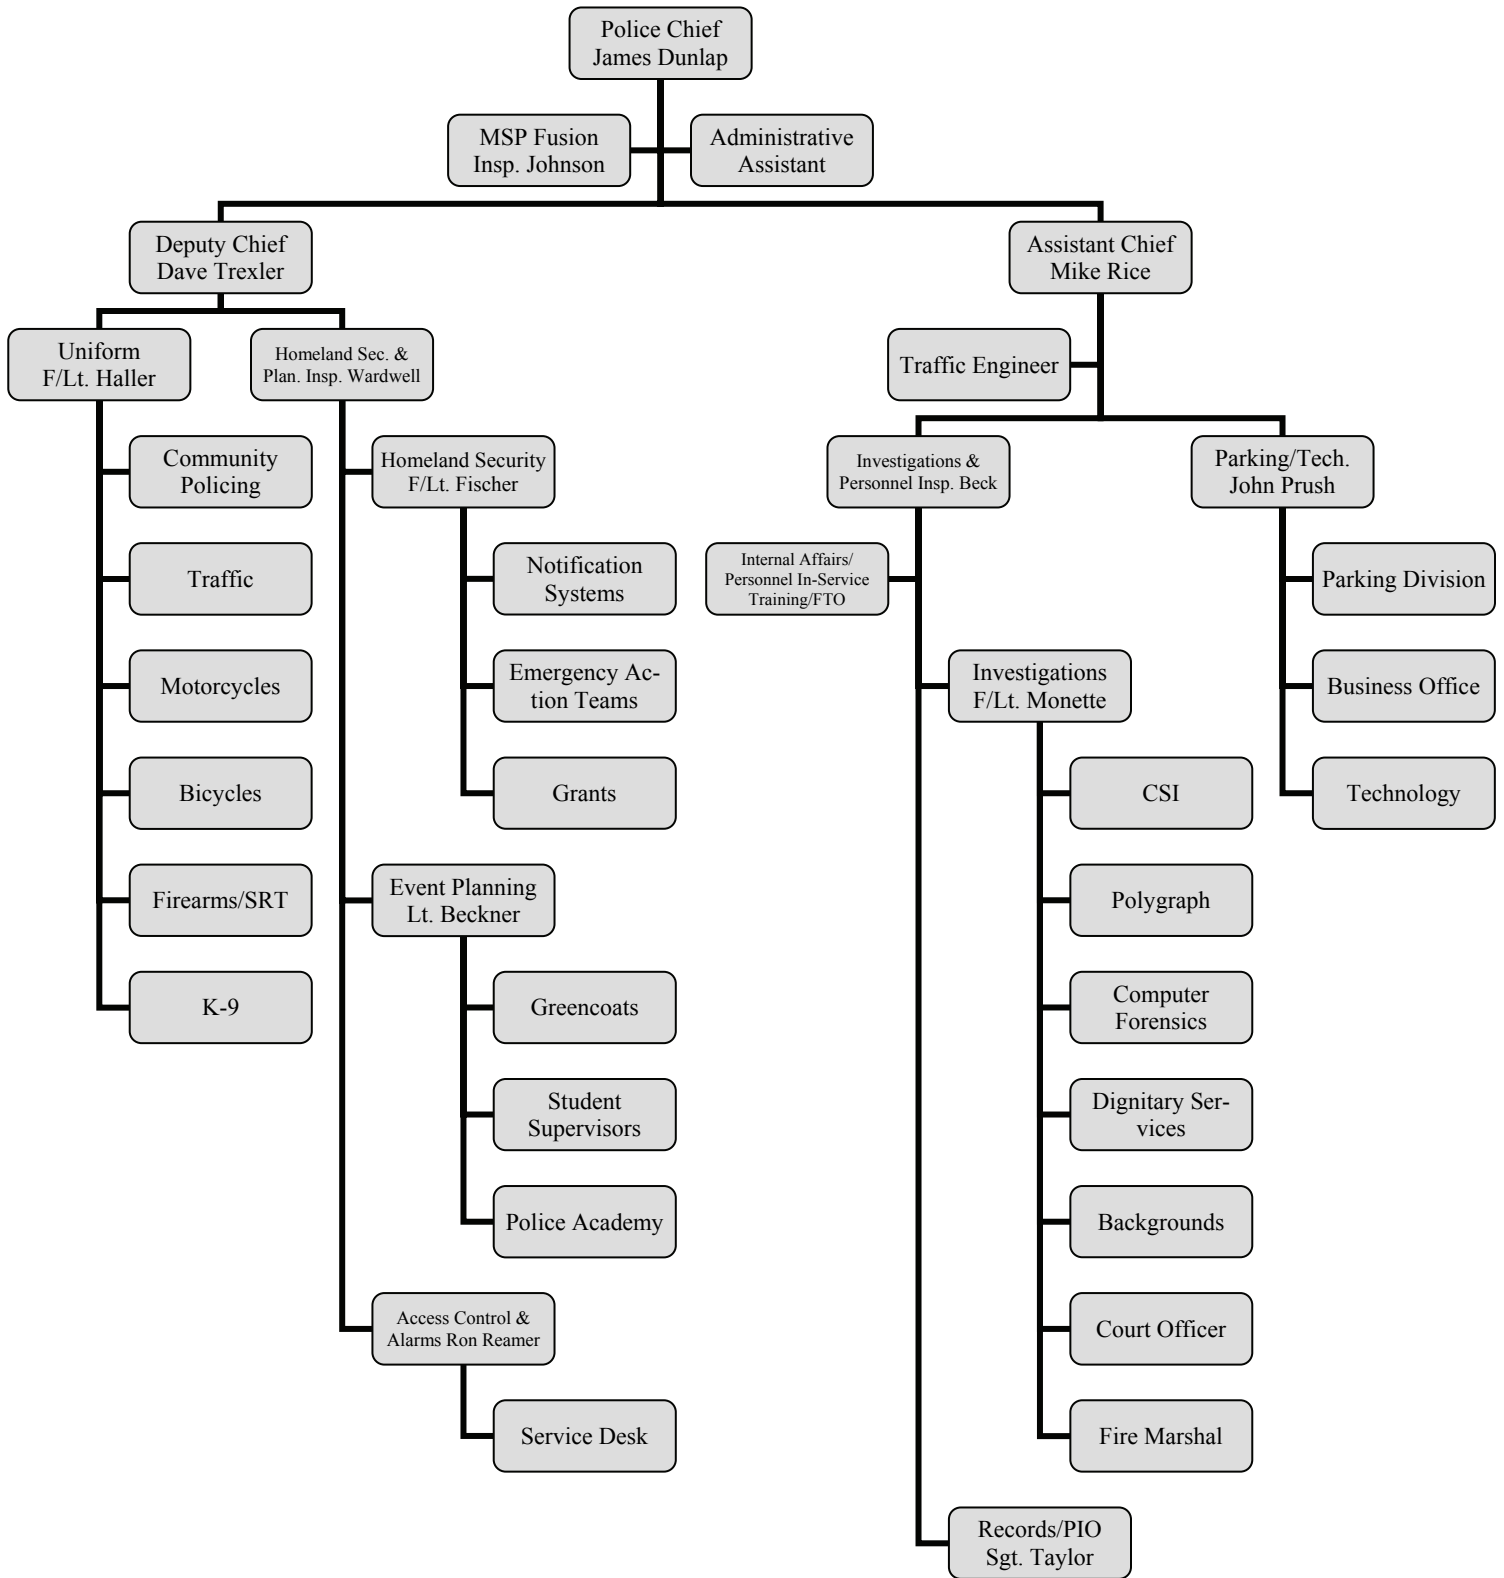 Police Chief
James Dunlap
MSP Fusion
Insp. Johnson
Administrative
Assistant
Deputy Chief
Dave Trexler
Assistant Chief
Mike Rice
Uniform
F/Lt. Haller
Homeland Sec. &
Plan. Insp. Wardwell
Traffic Engineer
Community
Policing
Homeland Security
F/Lt. Fischer
Investigations &
Personnel Insp. Beck
Parking/Tech.
John Prush
Traffic
Notification
Systems
Internal Affairs/
Personnel In-Service
Training/FTO
Parking Division
Motorcycles
Emergency Ac-
tion Teams
Investigations
F/Lt. Monette
Business Office
Bicycles
Grants
CSI
Technology
Firearms/SRT
Event Planning
Lt. Beckner
Polygraph
K-9
Greencoats
Computer
Forensics
Student
Supervisors
Dignitary Ser-
vices
Police Academy
Backgrounds
Access Control &
Alarms Ron Reamer
Court Officer
Service Desk
Fire Marshal
Records/PIO
Sgt. Taylor